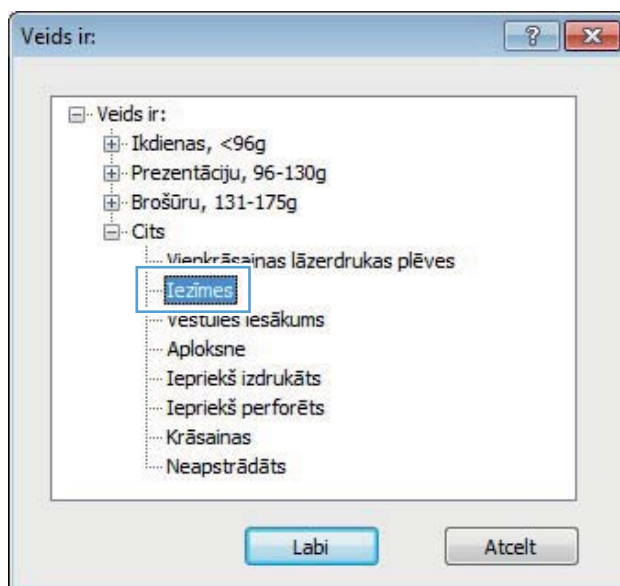 Veids ir:
Veids ir:
Ikdienas, <96g
Prezentāciju, 96-130g
Brošūru, 131-175g
Cits
Vienkrāsainas lāzerdrukas plēves
Iezīmes
Vēstules iesākums
Aploksne
Iepriekš izdrukāts
Iepriekš perforēts
Krāsainas
Neapstrādāts
Labi
Atcelt